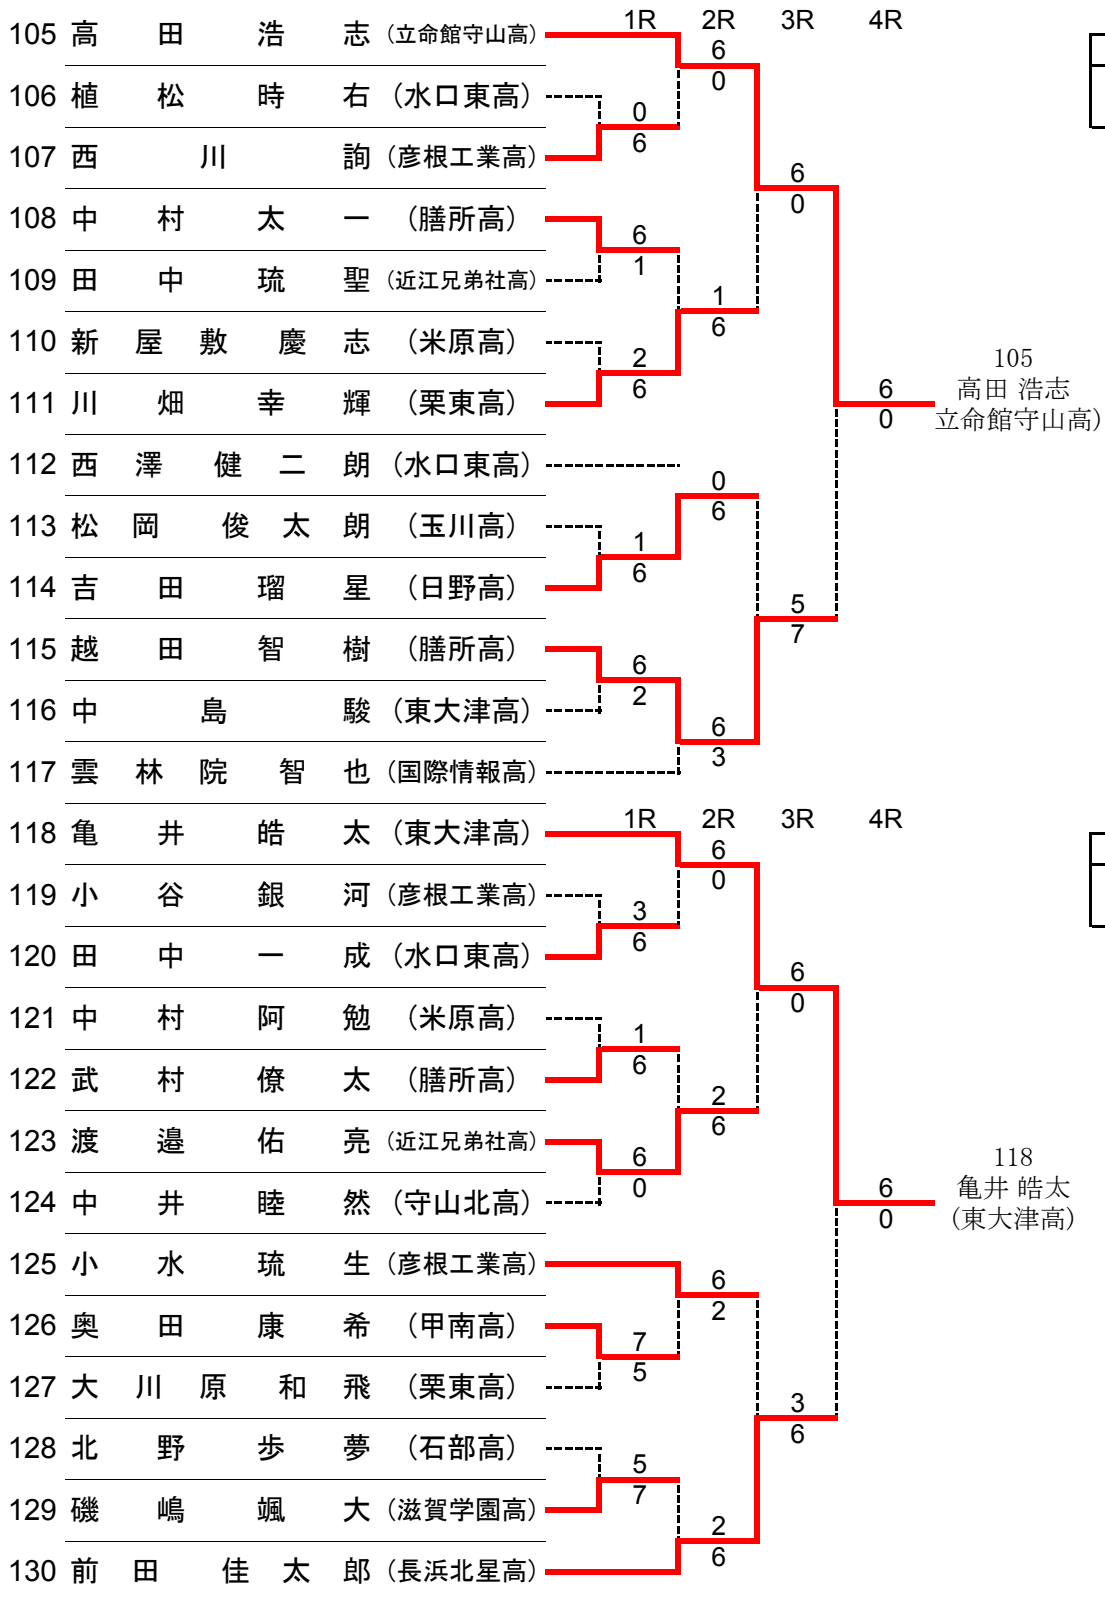 1R 2R 3R 4R
105 高田 浩志 (立命館守山高)
6
0
106 植松 時右 (水口東高)
0
6
107 西川 詢 (彦根工業高)
6
0
108 中村 太一 (膳所高)
6
1
109 田中 琉聖 (近江兄弟社高)
1
6
110 新屋敷 慶志 (米原高)
2
6
111 川畑 幸輝 (栗東高)
6
0
105
高田 浩志
立命館守山高)
112 西澤 健二朗 (水口東高)
0
6
113 松岡 俊太朗 (玉川高)
1
6
114 吉田 瑠星 (日野高)
5
7
115 越田 智樹 (膳所高)
6
2
116 中島 駿 (東大津高)
6
3
117 雲林院 智也 (国際情報高)
1R 2R 3R 4R
118 亀井 皓太 (東大津高)
6
0
119 小谷 銀河 (彦根工業高)
3
6
120 田中 一成 (水口東高)
6
0
121 中村 阿勉 (米原高)
1
6
122 武村 僚太 (膳所高)
2
6
123 渡邉 佑亮 (近江兄弟社高)
6
0
124 中井 睦然 (守山北高)
6
0
118
亀井 皓太
(東大津高)
125 小水 琉生 (彦根工業高)
6
2
126 奥田 康希 (甲南高)
7
5
127 大川原 和飛 (栗東高)
3
6
128 北野 歩夢 (石部高)
5
7
129 磯嶋 颯大 (滋賀学園高)
2
6
130 前田 佳太郎 (長浜北星高)